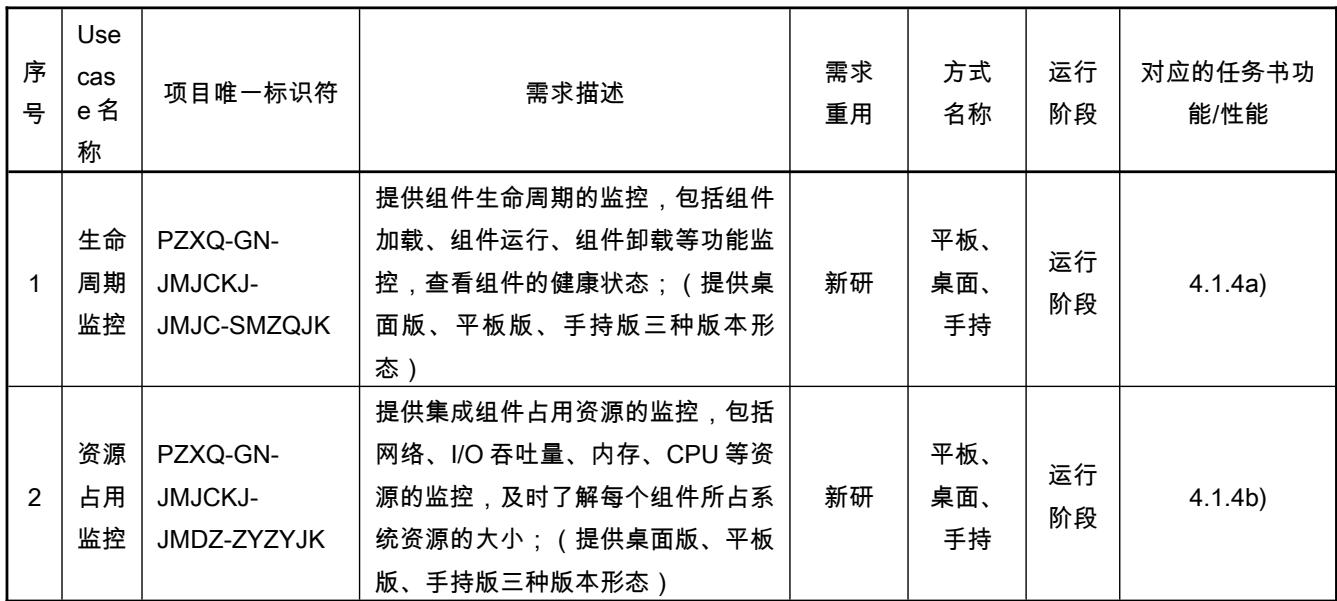 序号
Use case名称
项目唯一标识符
需求描述
需求重用
方式名称
运行阶段
对应的任务书功能/性能
1
生命周期监控
PZXQ-GN-
JMJCKJ-
JMJC-SMZQJK
提供组件生命周期的监控，包括组件
加载、组件运行、组件卸载等功能监
控，查看组件的健康状态；（提供桌
面版、平板版、手持版三种版本形
态）
新研
平板、
桌面、
手持
运行
阶段
4.1.4a)
2
资源
占用
监控
PZXQ-GN-
JMJCKJ-
JMDZ-ZYZYJK
提供集成组件占用资源的监控，包括
网络、I/O吞吐量、内存、CPU等资
源的监控，及时了解每个组件所占系
统资源的大小；（提供桌面版、平板
版、手持版三种版本形态）
新研
平板、
桌面、
手持
运行
阶段
4.1.4b)